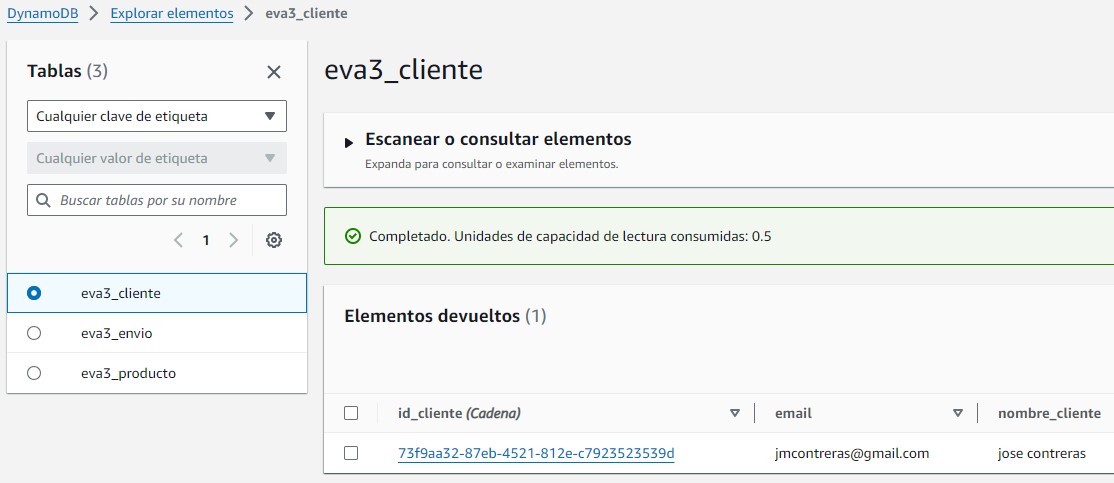 DynamoDB > Explorar elementos > eva3_cliente
Tablas (3)
Cualquier clave de etiqueta
Cualquier valor de etiqueta
Buscar tablas por su nombre
1
eva3_cliente
eva3_envio
eva3_producto
eva3_cliente
Escanear o consultar elementos
Expanda para consultar o examinar elementos.
Completado. Unidades de capacidad de lectura consumidas: 0.5
Elementos devueltos (1)
id_cliente (Cadena) email nombre_cliente
73f9aa32-87eb-4521-812e-c7923523539d jmcontreras@gmail.com jose contreras